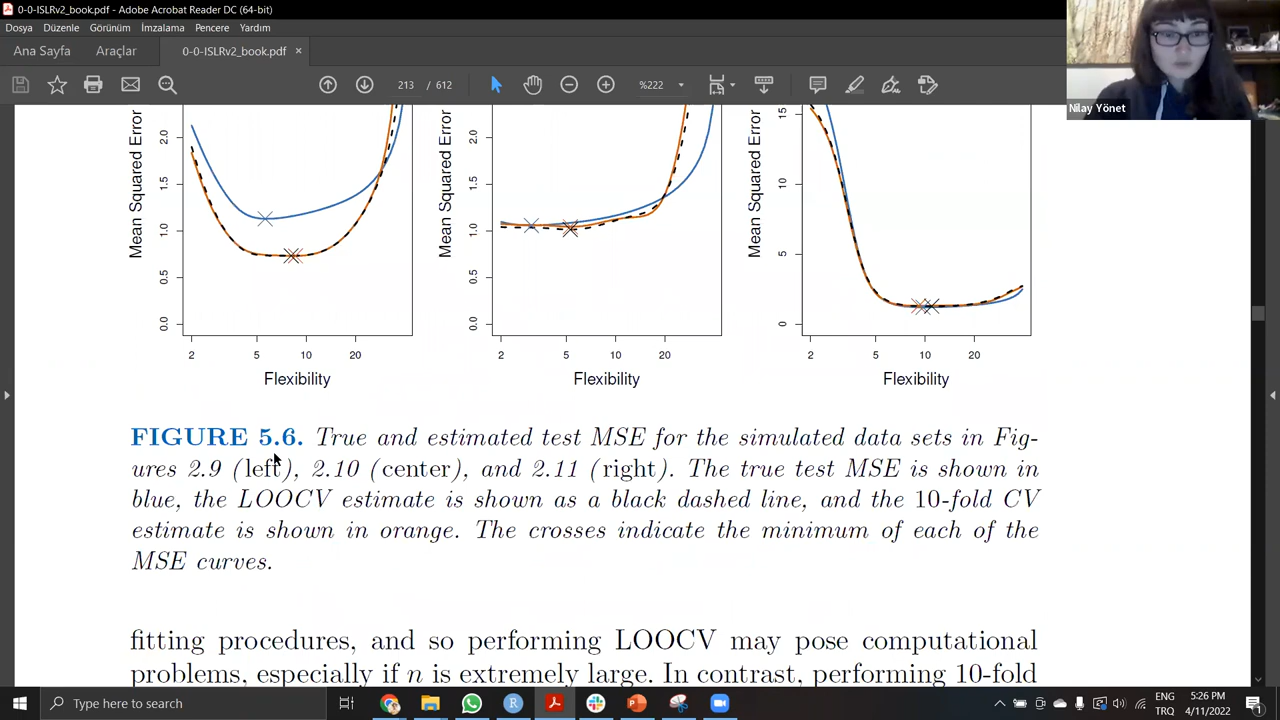 0-0-ISLRv2_book.pdf - Adobe Acrobat Reader DC (64-bit)
Dosya Düzenle Görünüm İmzalama Pencere Yardım
Ana Sayfa Araçlar 0-0-ISLRv2_book.pdf ×
213 / 612 %222
Nilay Yönet
Mean Squared Error
0.0 0.5 1.0 1.5 2.0
2 5 10 20
Flexibility
Mean Squared Error
0.0 0.5 1.0 1.5 2.0
2 5 10 20
Flexibility
Mean Squared Error
0 5 10 15
2 5 10 20
Flexibility
FIGURE 5.6. True and estimated test MSE for the simulated data sets in Fig-
ures 2.9 (left), 2.10 (center), and 2.11 (right). The true test MSE is shown in
blue, the LOOCV estimate is shown as a black dashed line, and the 10-fold CV
estimate is shown in orange. The crosses indicate the minimum of each of the
MSE curves.
fitting procedures, and so performing LOOCV may pose computational
problems, especially if n is extremely large. In contrast, performing 10-fold
Type here to search
ENG
TRQ
5:26 PM
4/11/2022